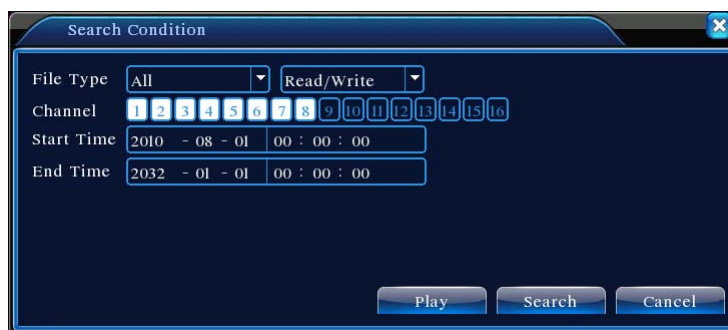 Search Condition
File Type All Read/Write
Channel 1 2 3 4 5 6 7 8 9 10 11 12 13 14 15 16
Start Time 2010 - 08 - 01 00 : 00 : 00
End Time 2032 - 01 - 01 00 : 00 : 00
Play Search Cancel